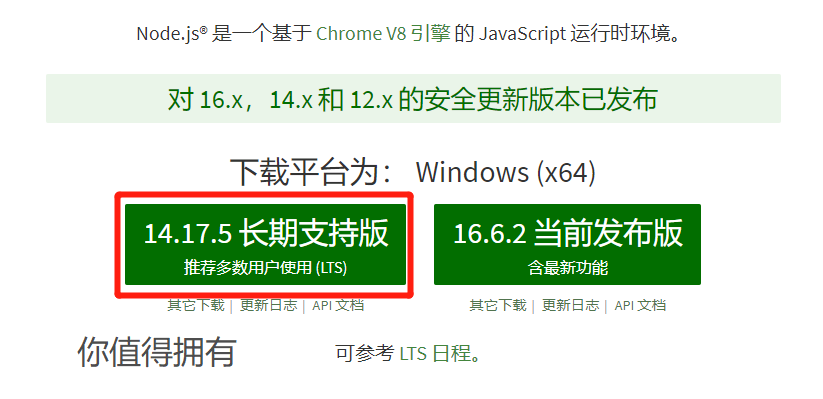 Node.js® 是一个基于 Chrome V8 引擎 的 JavaScript 运行时环境。
对 16.x，14.x 和 12.x 的安全更新版本已发布
下载平台为： Windows (x64)
14.17.5 长期支持版
推荐多数用户使用 (LTS)
16.6.2 当前发布版
含最新功能
其它下载 | 更新日志 | API 文档
其它下载 | 更新日志 | API 文档
你值得拥有
可参考 LTS 日程。